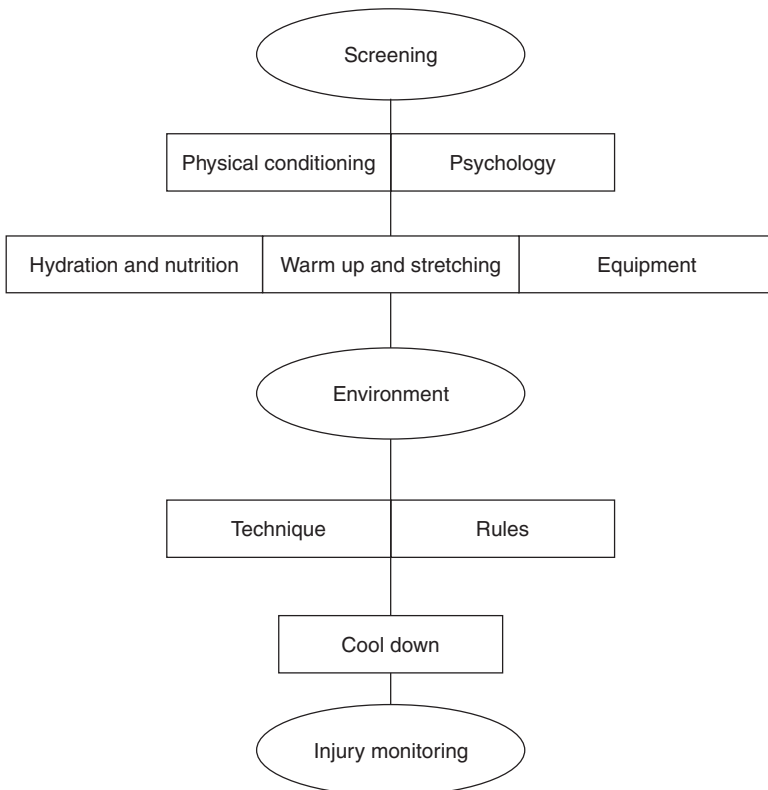 Screening
Physical conditioning
Psychology
Hydration and nutrition
Warm up and stretching
Equipment
Environment
Technique
Rules
Cool down
Injury monitoring